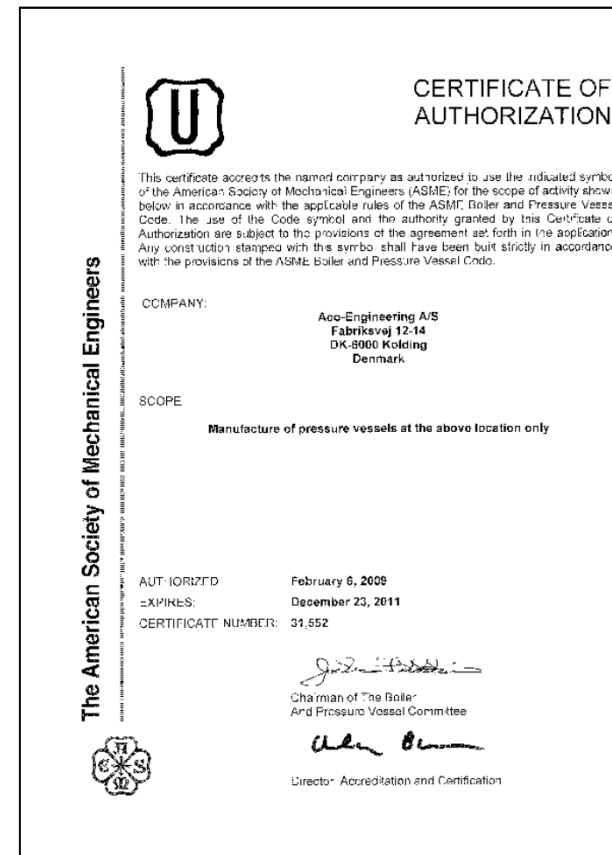 U
CERTIFICATE OF
AUTHORIZATION
This certificate accredits the named company as authorized to use the indicated symbo
of the American Society of Mechanical Engineers (ASME) for the scope of activity show
below in accordance with the applicable rules of the ASME Boiler and Pressure Vesse
Code. The use of the Code symbol and the authority granted by this Certificate o
Authorization are subject to the provisions of the agreement set forth in the application
Any construction stamped with this symbol shall have been built strictly in accordance
with the provisions of the ASME Boiler and Pressure Vessel Code.
COMPANY:
Aco-Engineering A/S
Fabriksvej 12-14
DK-6000 Kolding
Denmark
SCOPE
Manufacture of pressure vessels at the above location only
AUTHORIZED
February 6, 2009
EXPIRES:
December 23, 2011
CERTIFICATE NUMBER: 31,552
Chairman of The Boiler
And Pressure Vessel Committee
Director Accreditation and Certification
The American Society of Mechanical Engineers
A
C S
M